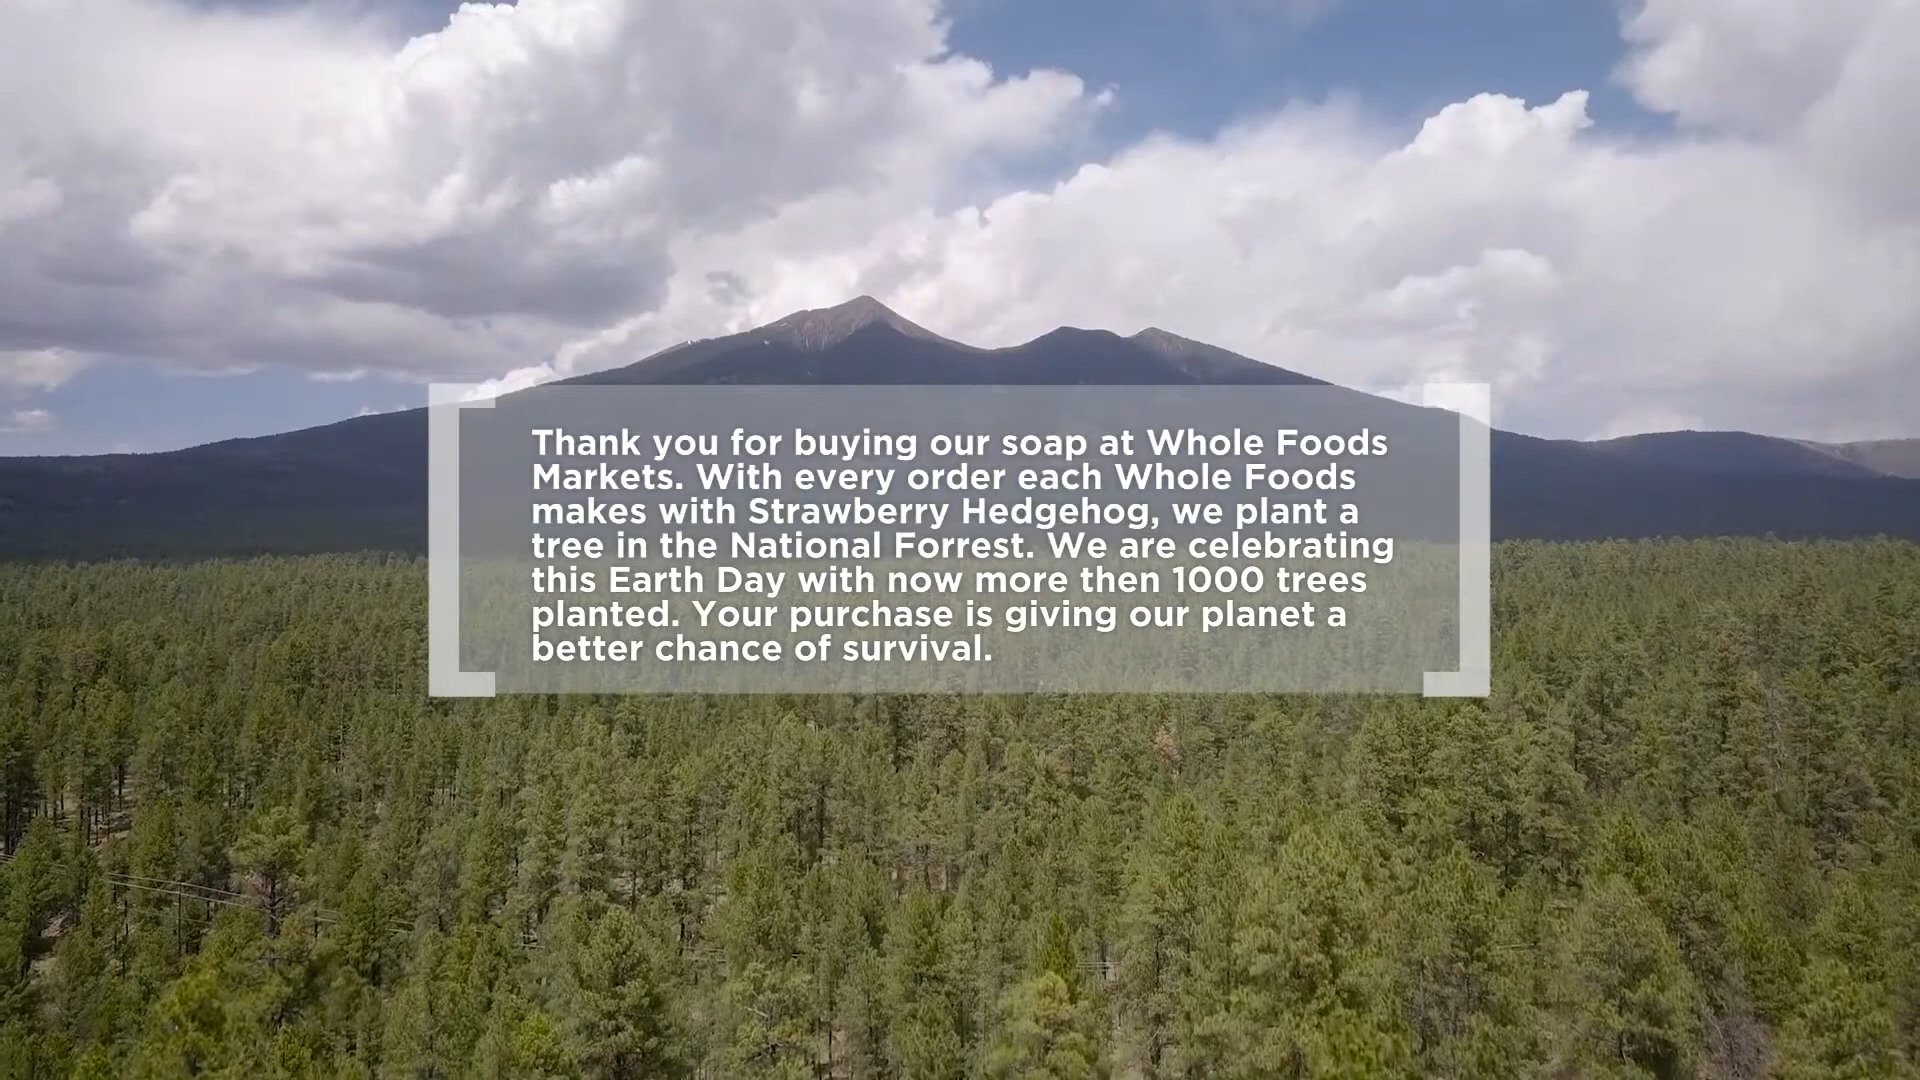 Thank you for buying our soap at Whole Foods
Markets. With every order each Whole Foods
makes with Strawberry Hedgehog, we plant a
tree in the National Forrest. We are celebrating
this Earth Day with now more then 1000 trees
planted. Your purchase is giving our planet a
better chance of survival.